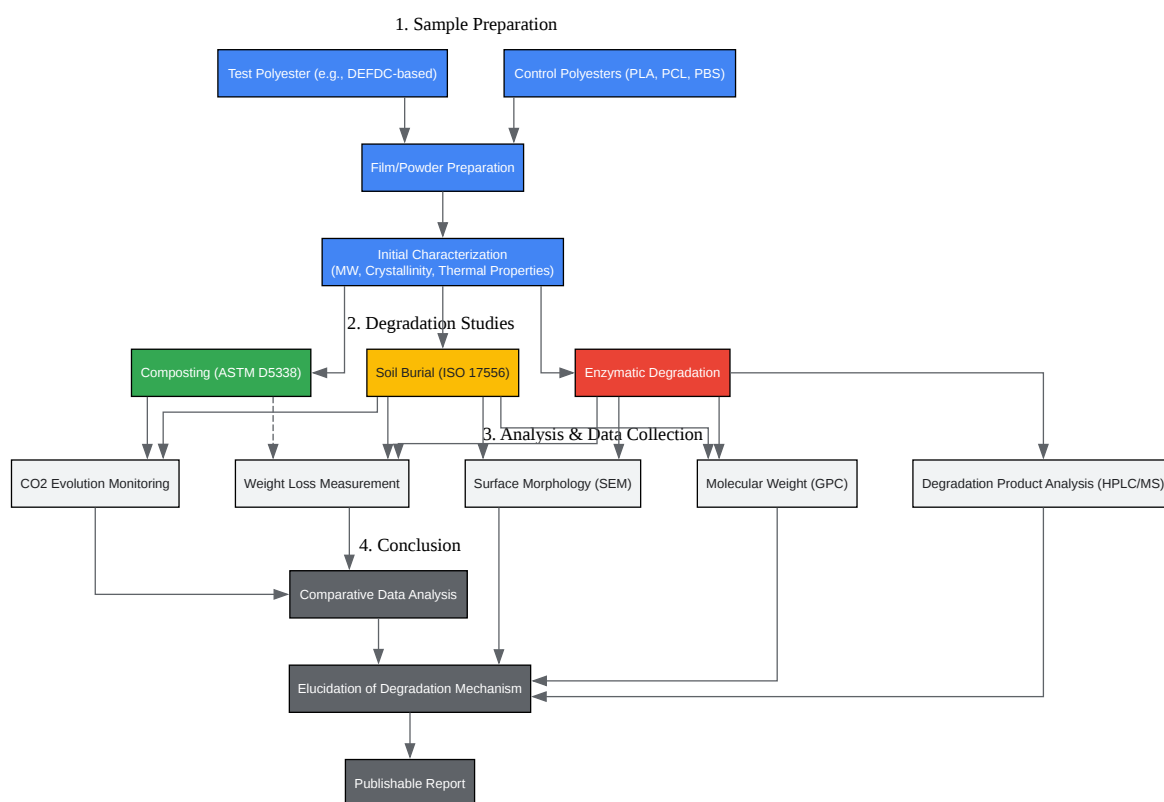 1. Sample Preparation
Test Polyester (e.g., DEFDC-based)
Control Polyesters (PLA, PCL, PBS)
Film/Powder Preparation
Initial Characterization
(MW, Crystallinity, Thermal Properties)
2. Degradation Studies
Composting (ASTM D5338)
Soil Burial (ISO 17556)
Enzymatic Degradation
3. Analysis & Data Collection
CO2 Evolution Monitoring
Weight Loss Measurement
Surface Morphology (SEM)
Molecular Weight (GPC)
Degradation Product Analysis (HPLC/MS)
4. Conclusion
Comparative Data Analysis
Elucidation of Degradation Mechanism
Publishable Report